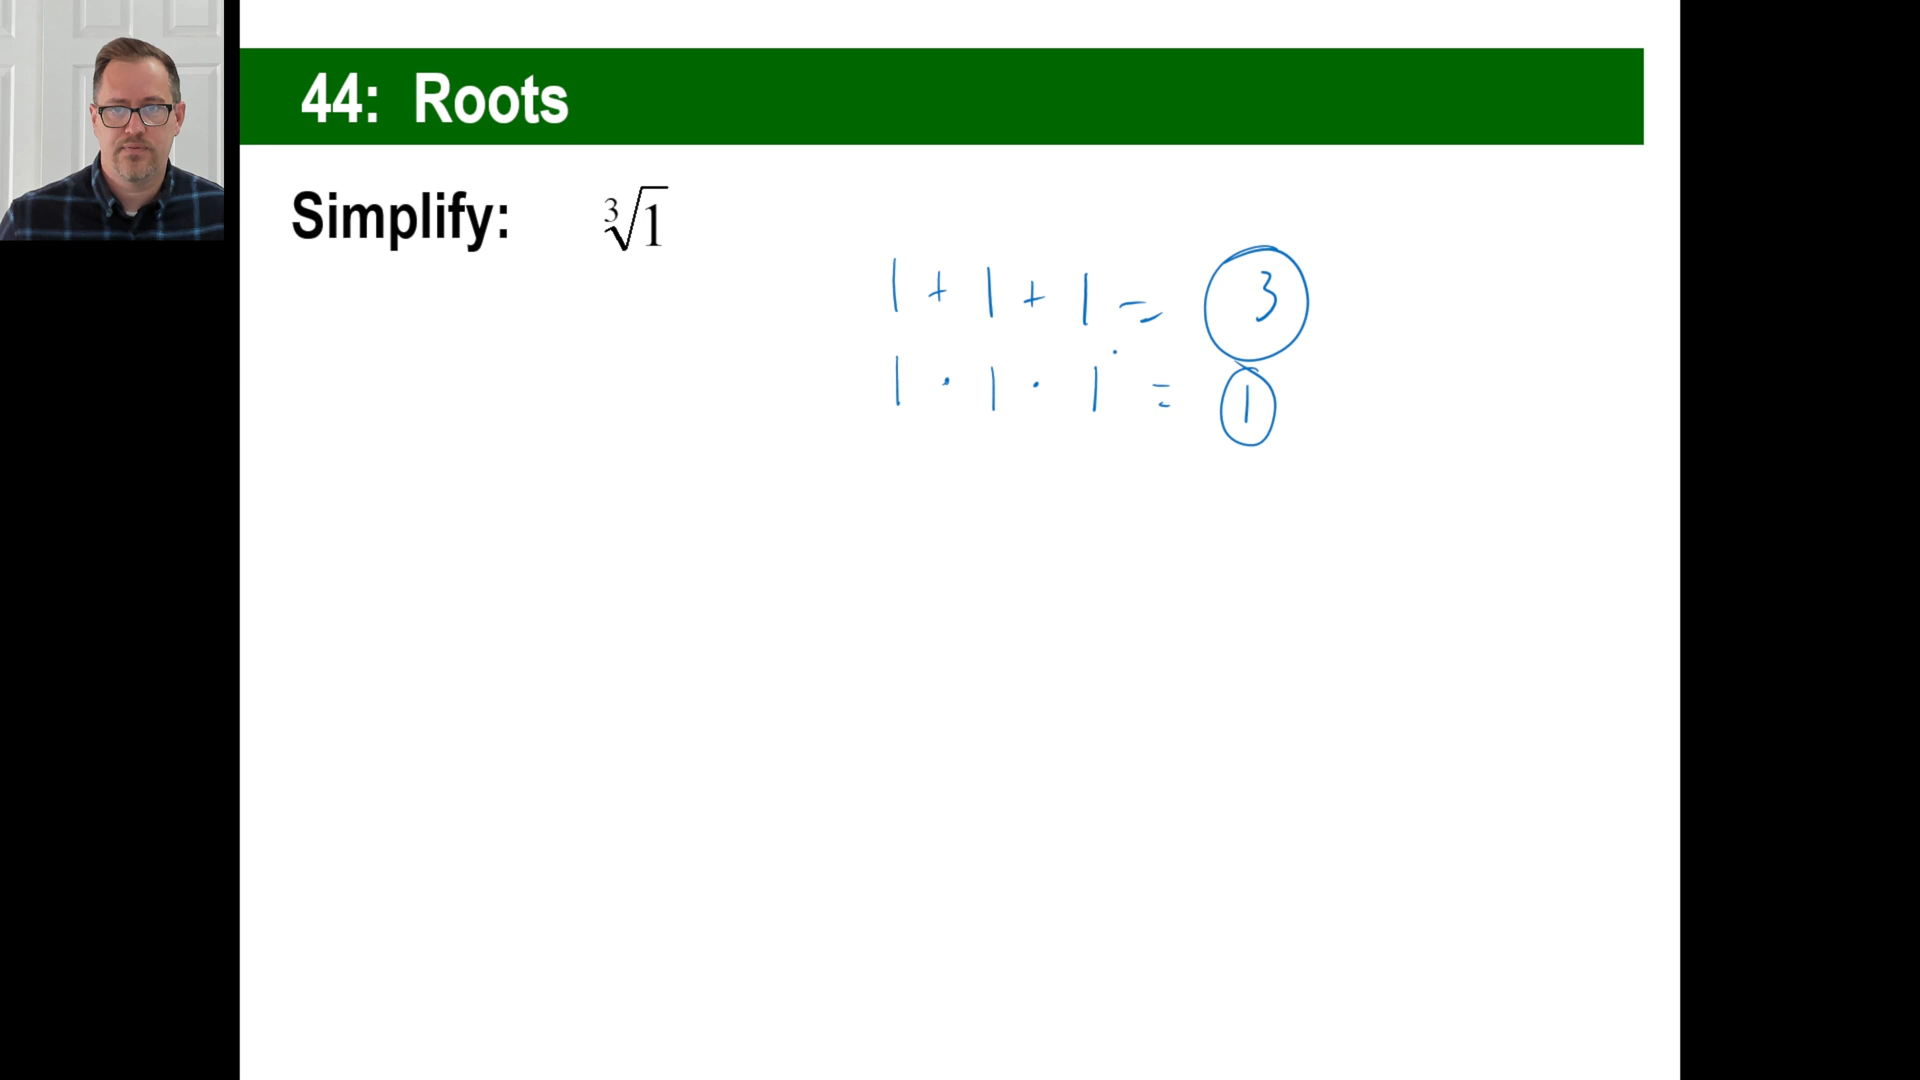 44: Roots
Simplify: ∛1
1 + 1 + 1 = 3
1 · 1 · 1 = 1